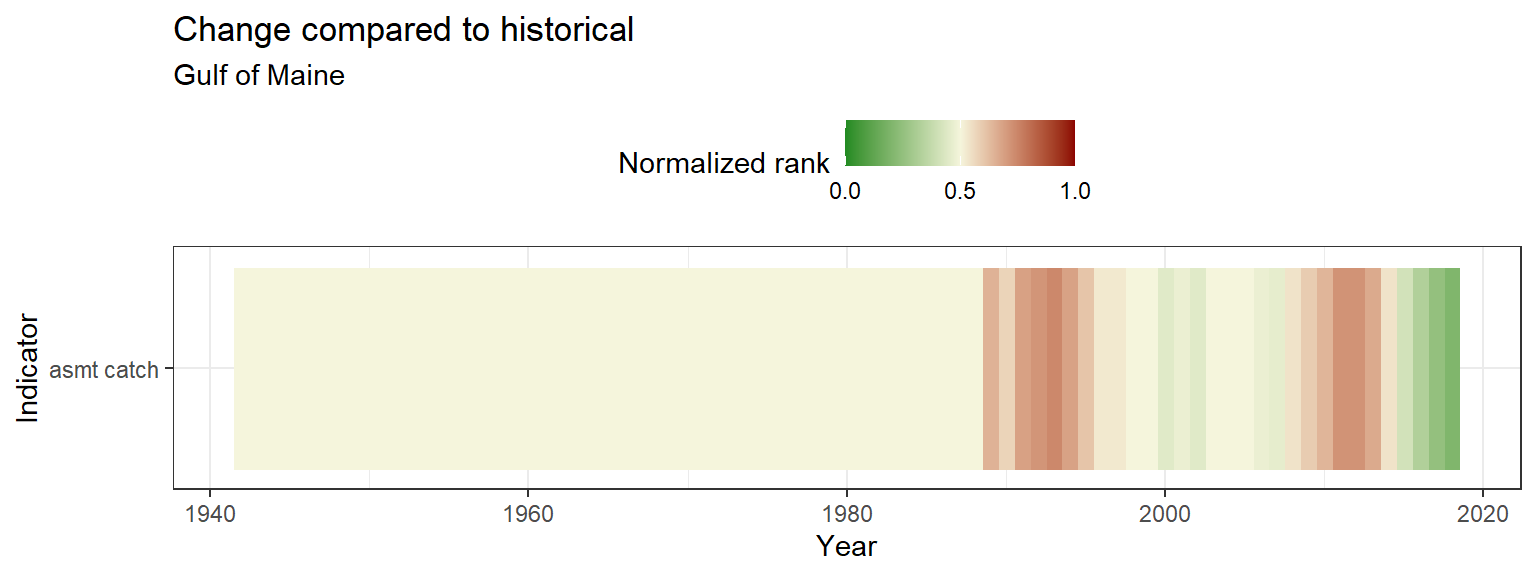 Change compared to historical
Gulf of Maine
Normalized rank
0.0 0.5 1.0
Indicator
asmt catch
1940 1960 1980 2000 2020
Year